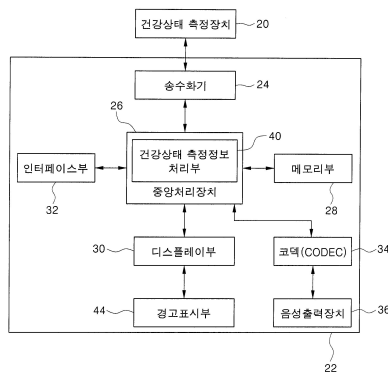 건강상태 측정장치
20
송수화기
24
26
40
건강상태 측정정보
처리부
인터페이스부
32
중앙처리장치
메모리부
28
30
디스플레이부
코덱(CODEC)
34
44
경고표시부
음성출력장치
36
22